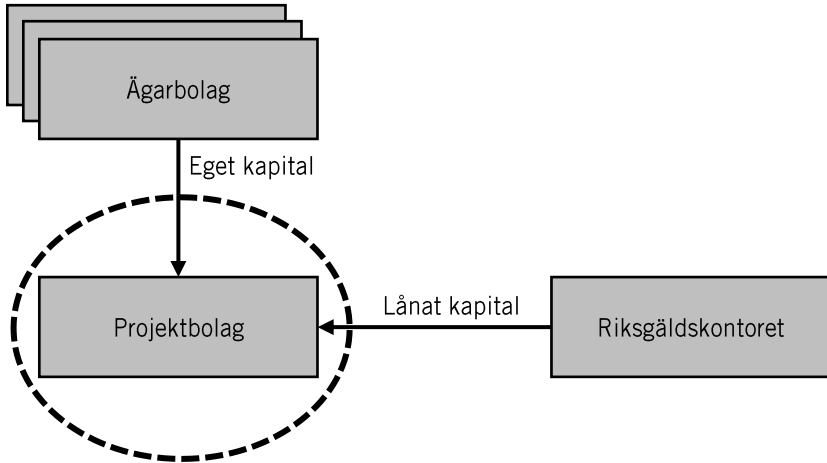 Ägarbolag
Eget kapital
Lånat kapital
Projektbolag
Riksgäldskontoret